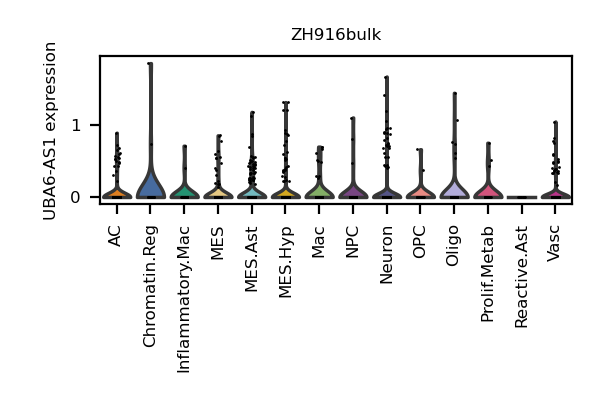 ZH916bulk
UBA6-AS1 expression
1
0
AC
Chromatin.Reg
Inflammatory.Mac
MES
MES.Ast
MES.Hyp
Mac
NPC
Neuron
OPC
Oligo
Prolif.Metab
Reactive.Ast
Vasc